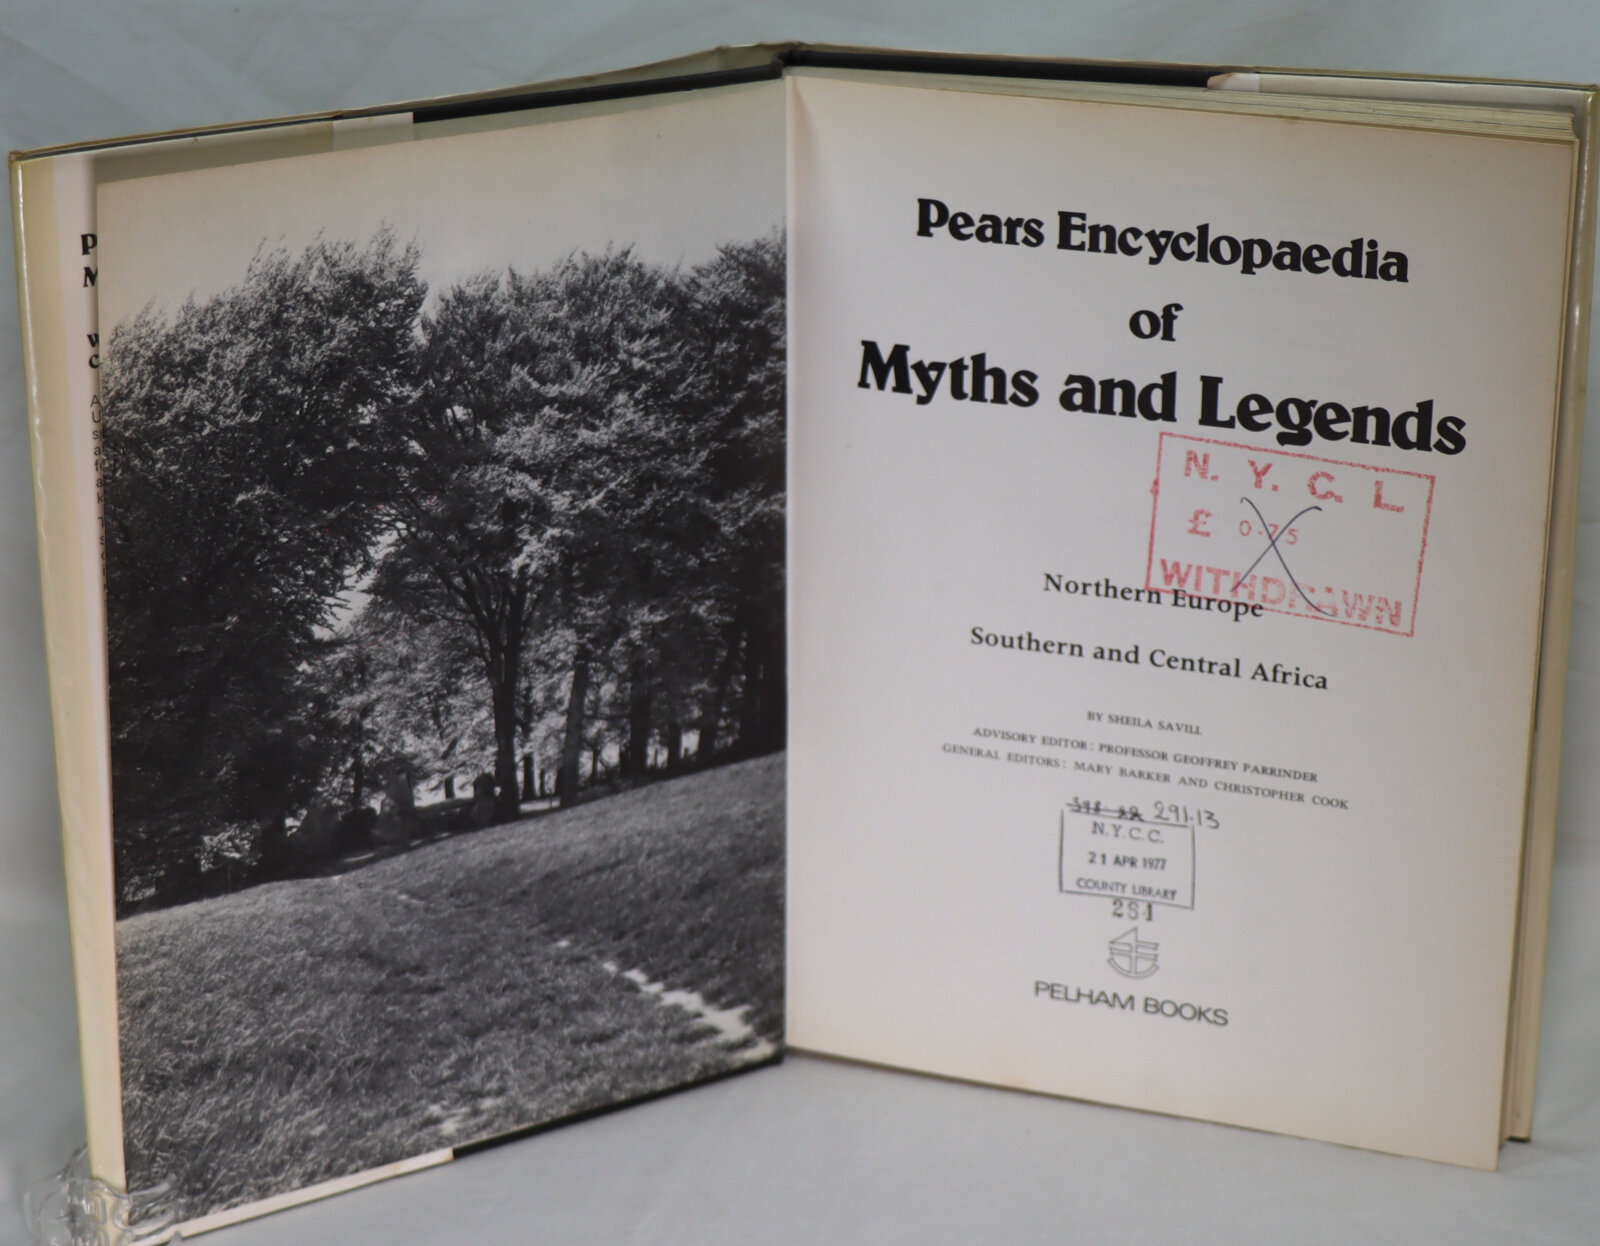 Pears Encyclopaedia
of
Myths and Legends
N. Y. C. L
£ 0.75
WITHDRAWN
Northern Europe
Southern and Central Africa
BY SHEILA SAVILL
ADVISORY EDITOR: PROFESSOR GEOFFREY PARRINDER
GENERAL EDITORS: MARY BARKER AND CHRISTOPHER COOK
291.13
N.Y.C.C.
21 APR 1977
COUNTY LIBRARY
281
PELHAM BOOKS